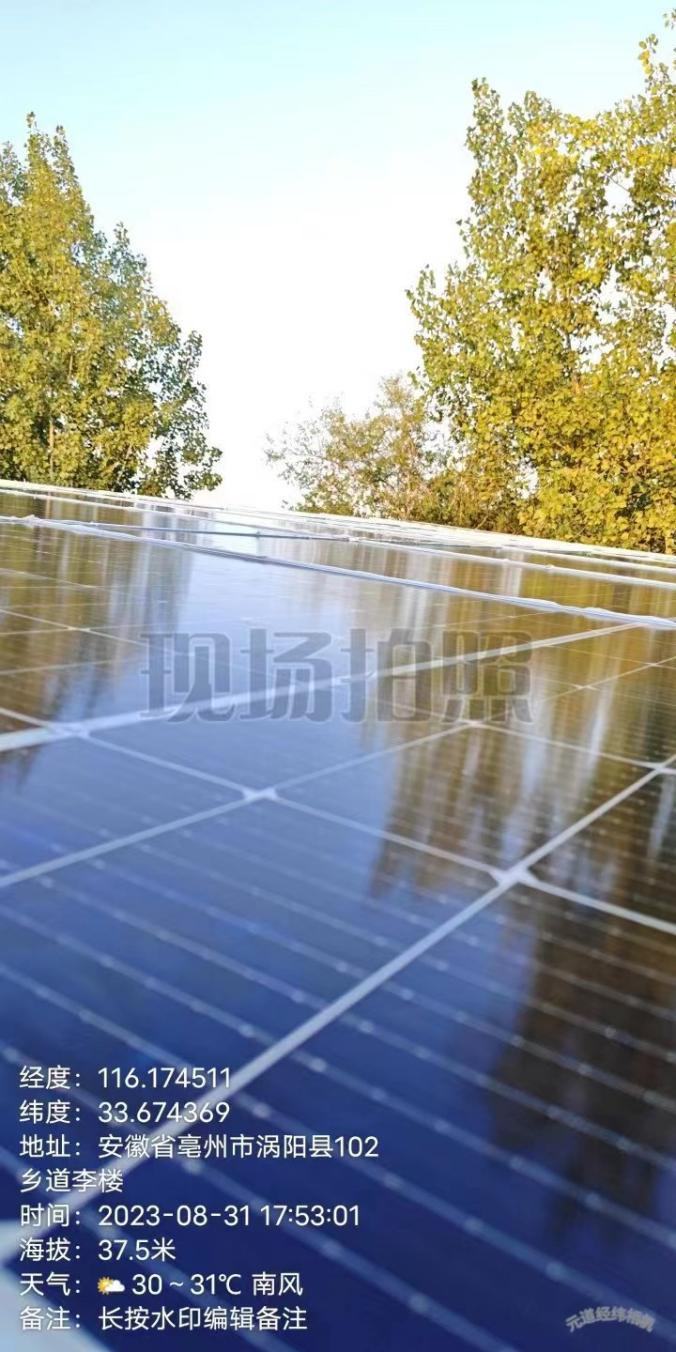 现场拍照
经度：116.174511
纬度：33.674369
地址：安徽省亳州市涡阳县102
乡道李楼
时间：2023-08-31 17:53:01
海拔：37.5米
天气：30～31℃ 南风
备注：长按水印编辑备注
元道经纬相机